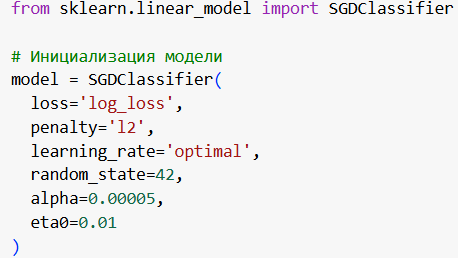 from sklearn.linear_model import SGDClassifier
# Инициализация модели
model = SGDClassifier(
loss='log_loss',
penalty='l2',
learning_rate='optimal',
random_state=42,
alpha=0.00005,
eta0=0.01
)